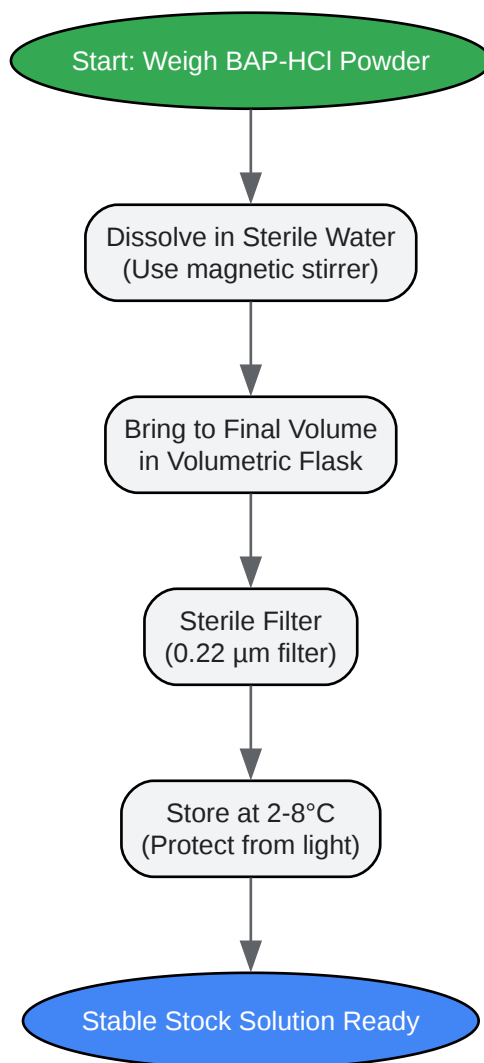 Start: Weigh BAP-HCl Powder
Dissolve in Sterile Water
(Use magnetic stirrer)
Bring to Final Volume
in Volumetric Flask
Sterile Filter
(0.22 µm filter)
Store at 2-8°C
(Protect from light)
Stable Stock Solution Ready